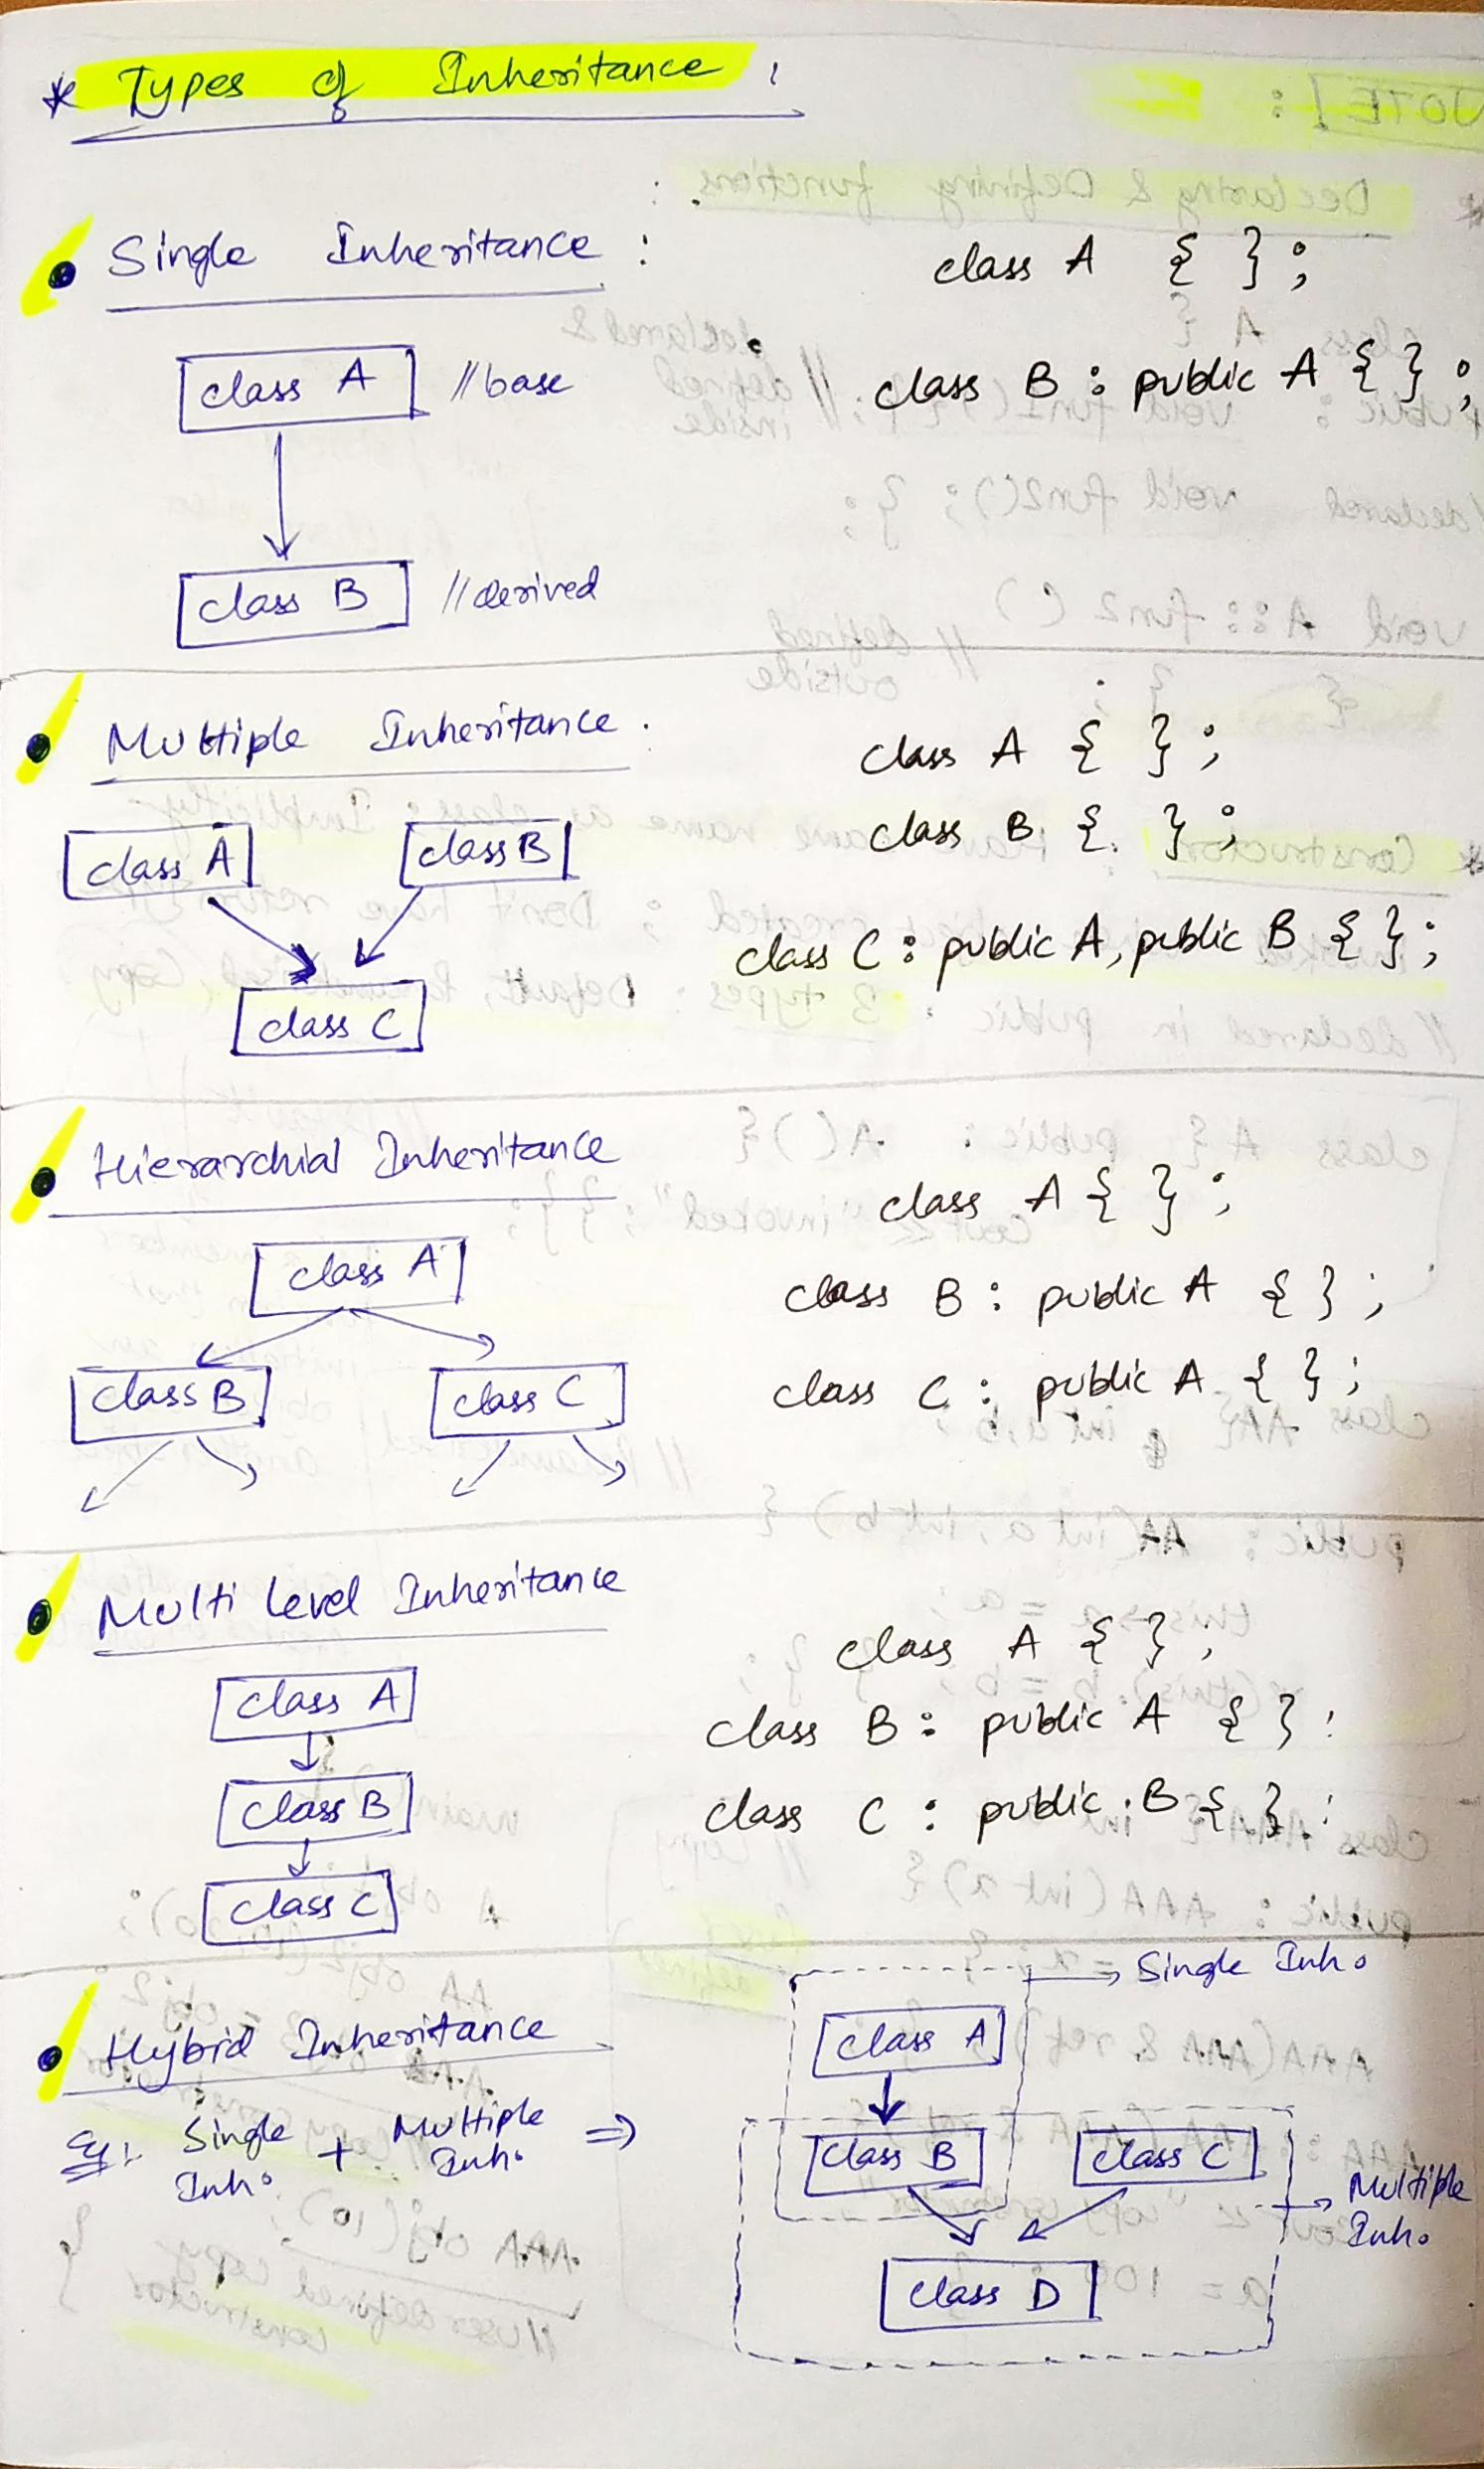 * Types of Inheritance :
• Single Inheritance :
class A { } ;
class A //base
class B : public A { } ;
class B //derived
• Multiple Inheritance .
class A { } ;
class B { } ;
class A class B
class C : public A, public B { } ;
class C
• Hierarchial Inheritance
class A { } ;
class A
class B : public A { } ;
class B class C
class C : public A { } ;
• Multi level Inheritance
class A { } ;
class A
class B : public A { } ;
class B
class C : public B { } ;
class C
• Hybrid Inheritance
→ Single Inh.
class A
Eg: Single Inh. + Multiple Inh. ⇒
class B class C
→ Multiple Inh.
class D